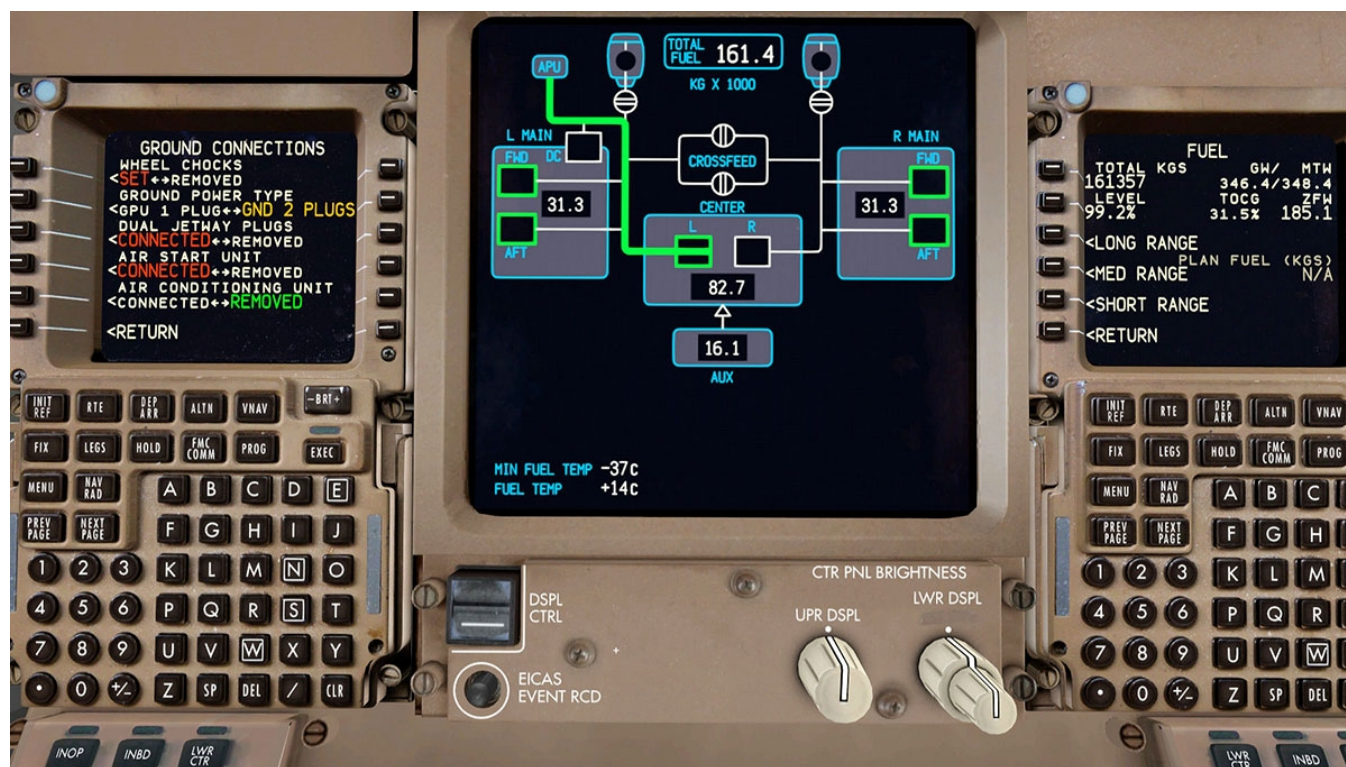 GROUND CONNECTIONS
WHEEL CHOCKS
<SET↔REMOVED
GROUND POWER TYPE
<GPU 1 PLUG↔GND 2 PLUGS
DUAL JETWAY PLUGS
<CONNECTED↔REMOVED
AIR START UNIT
<CONNECTED↔REMOVED
AIR CONDITIONING UNIT
<CONNECTED↔REMOVED
<RETURN
TOTAL FUEL 161.4
KG X 1000
APU
L MAIN
R MAIN
FWD
DC
CROSSFEED
FWD
31.3
31.3
AFT
AFT
CENTER
L
R
82.7
16.1
AUX
MIN FUEL TEMP -37c
FUEL TEMP +14c
FUEL
TOTAL KGS GW/ MTW
161357 346.4/348.4
LEVEL TOCG ZFW
99.2% 31.5% 185.1
<LONG RANGE
PLAN FUEL (KGS)
<MED RANGE N/A
<SHORT RANGE
<RETURN
INIT REF
RTE
DEP ARR
ALTN
VNAV
-BRT+
FIX
LEGS
HOLD
FMC COMM
PROG
EXEC
MENU
NAV RAD
PREV PAGE
NEXT PAGE
A B C D E
F G H I J
1 2 3 K L M N O
4 5 6 P Q R S T
7 8 9 U V W X Y
. 0 +/- Z SP DEL / CLR
INOP
INBD
LWR CTR
DSPL CTRL
EICAS EVENT RCD
CTR PNL BRIGHTNESS
UPR DSPL
LWR DSPL
INIT REF
RTE
DEP ARR
ALTN
VNAV
FIX
LEGS
HOLD
FMC COMM
PROG
MENU
NAV RAD
PREV PAGE
NEXT PAGE
A B C
F G H
1 2 3 K L M
4 5 6 P Q R
7 8 9 U V W
. 0 +/- Z SP DEL
LWR CTR
INBD